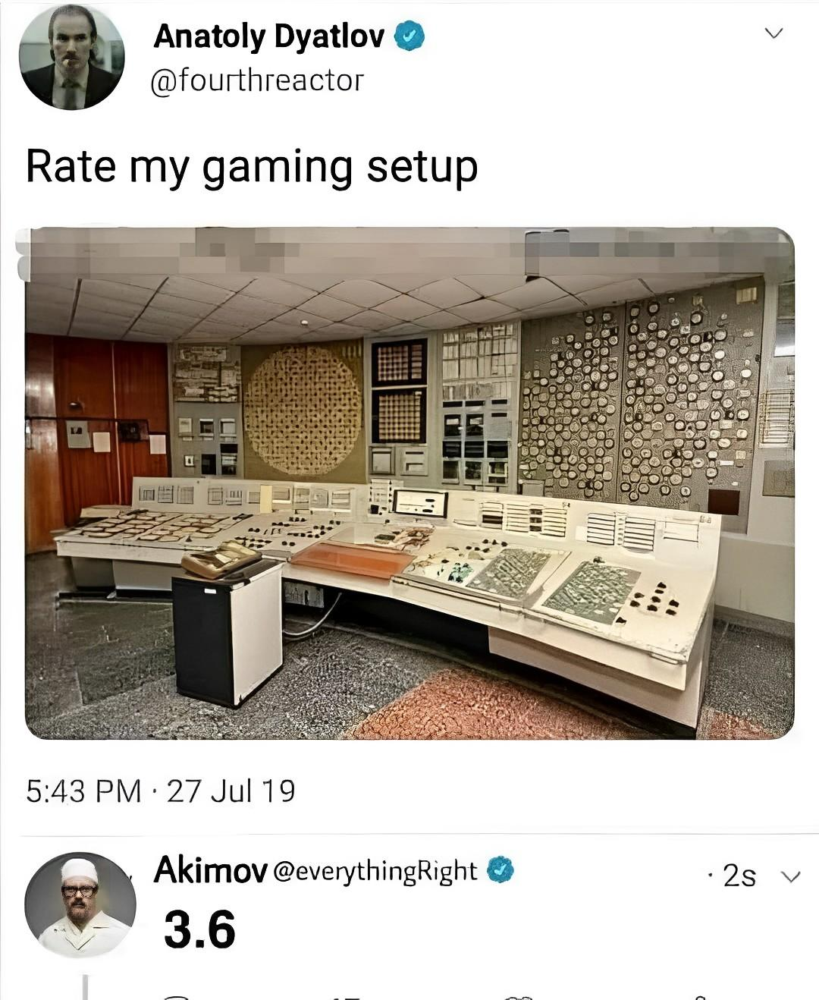 Anatoly Dyatlov
@fourthreactor
Rate my gaming setup
5:43 PM · 27 Jul 19
Akimov @everythingRight · 2s
3.6